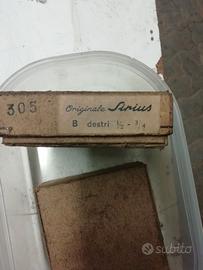 305 Originale Sirius
8 destri ½ - ¾
subito